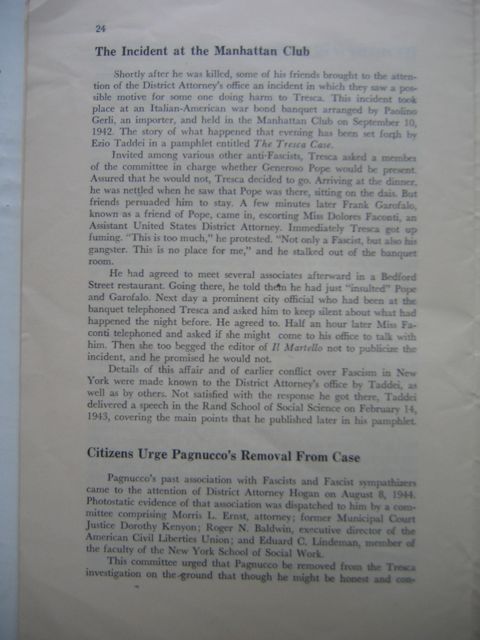 24
The Incident at the Manhattan Club
Shortly after he was killed, some of his friends brought to the atten-
tion of the District Attorney's office an incident in which they saw a pos-
sible motive for some one doing harm to Tresca. This incident took
place at an Italian-American war bond banquet arranged by Paolino
Gerli, an importer, and held in the Manhattan Club on September 10,
1942. The story of what happened that evening has been set forth by
Ezio Taddei in a pamphlet entitled The Tresca Case.
Invited among various other anti-Fascists, Tresca asked a member
of the committee in charge whether Generoso Pope would be present.
Assured that he would not, Tresca decided to go. Arriving at the dinner,
he was nettled when he saw that Pope was there, sitting on the dais. But
friends persuaded him to stay. A few minutes later Frank Garofalo,
known as a friend of Pope, came in, escorting Miss Dolores Faconti, an
Assistant United States District Attorney. Immediately Tresca got up
fuming. "This is too much," he protested. "Not only a Fascist, but also his
gangster. This is no place for me," and he stalked out of the banquet
room.
He had agreed to meet several associates afterward in a Bedford
Street restaurant. Going there, he told them he had just "insulted" Pope
and Garofalo. Next day a prominent city official who had been at the
banquet telephoned Tresca and asked him to keep silent about what had
happened the night before. He agreed to. Half an hour later Miss Fa-
conti telephoned and asked if she might come to his office to talk with
him. Then she too begged the editor of Il Martello not to publicize the
incident, and he promised he would not.
Details of this affair and of earlier conflict over Fascism in New
York were made known to the District Attorney's office by Taddei, as
well as by others. Not satisfied with the response he got there, Taddei
delivered a speech in the Rand School of Social Science on February 14,
1943, covering the main points that he published later in his pamphlet.
Citizens Urge Pagnucco's Removal From Case
Pagnucco's past association with Fascists and Fascist sympathizers
came to the attention of District Attorney Hogan on August 8, 1944.
Photostatic evidence of that association was dispatched to him by a com-
mittee comprising Morris L. Ernst, attorney; former Municipal Court
Justice Dorothy Kenyon; Roger N. Baldwin, executive director of the
American Civil Liberties Union; and Eduard C. Lindeman, member of
the faculty of the New York School of Social Work.
This committee urged that Pagnucco be removed from the Tresca
investigation on the ground that though he might be honest and con-